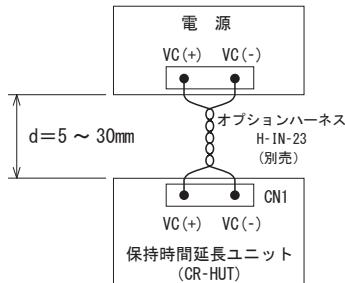 電 源
VC(+) VC(-)
オプションハーネス
H-IN-23
(別売)
d=5 ~ 30mm
CN1
VC(+) VC(-)
保持時間延長ユニット
(CR-HUT)